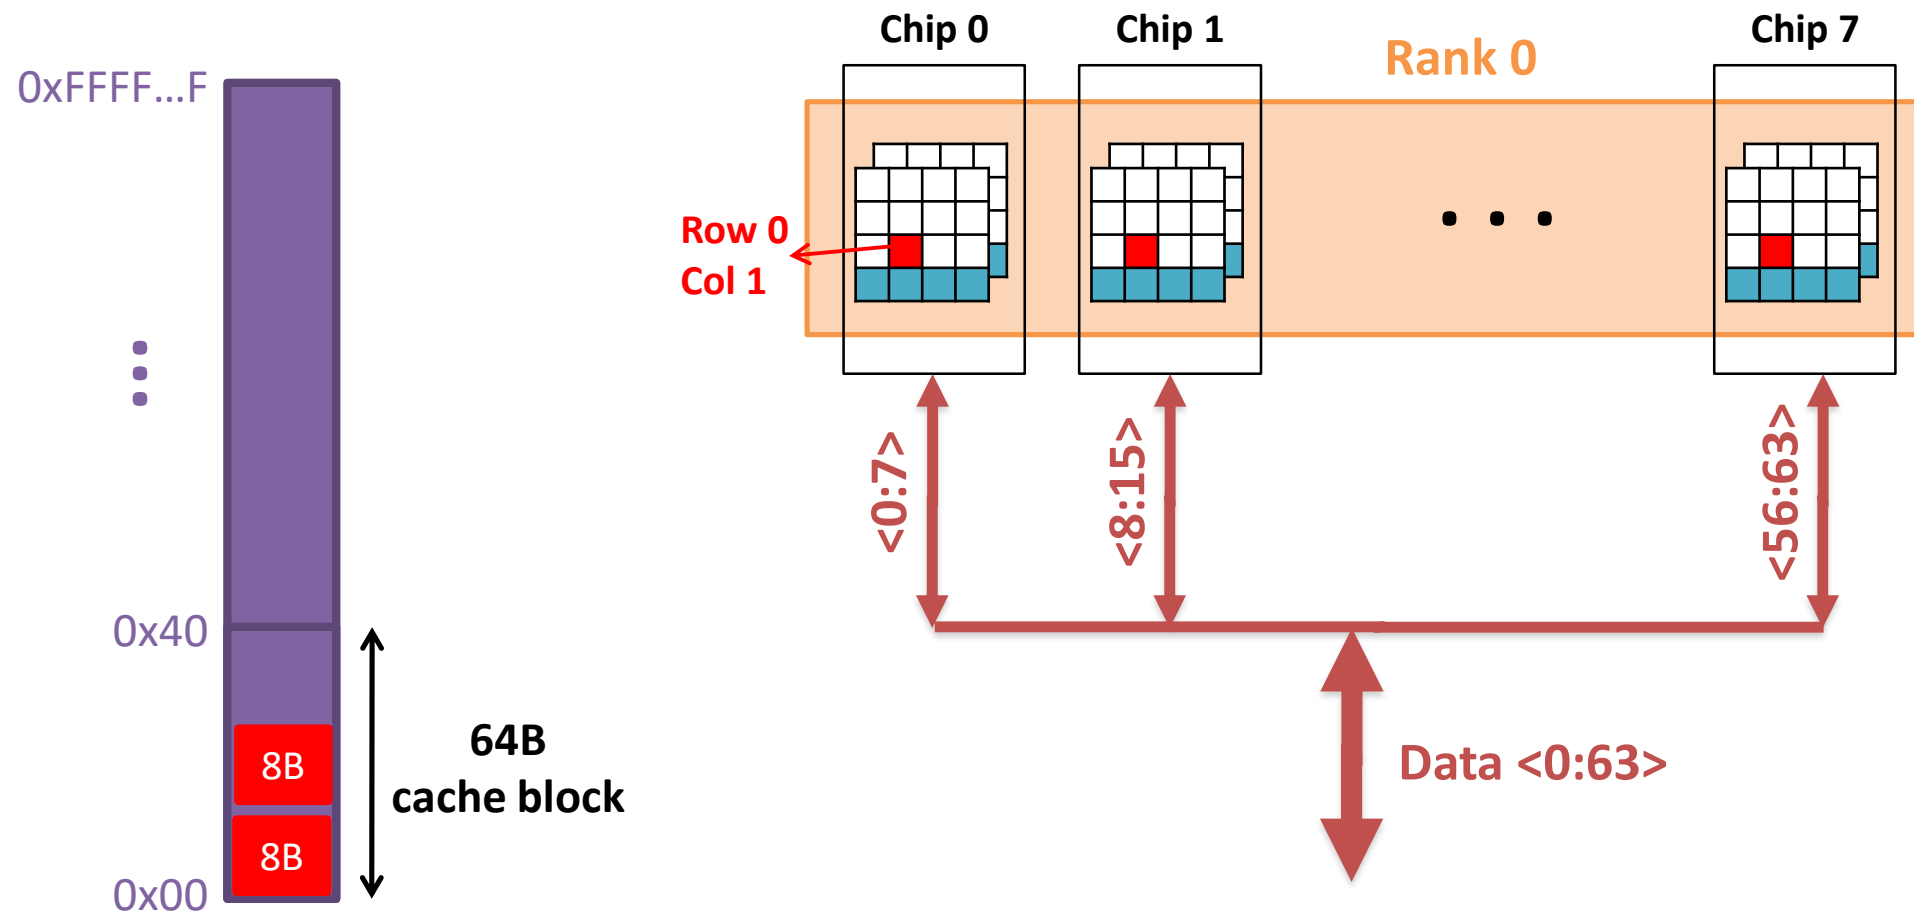 0xFFFF...F
0x40
8B
8B
0x00
64B
cache block
Chip 0
Chip 1
Chip 7
Rank 0
Row 0
Col 1
. . .
<0:7>
<8:15>
<56:63>
Data <0:63>